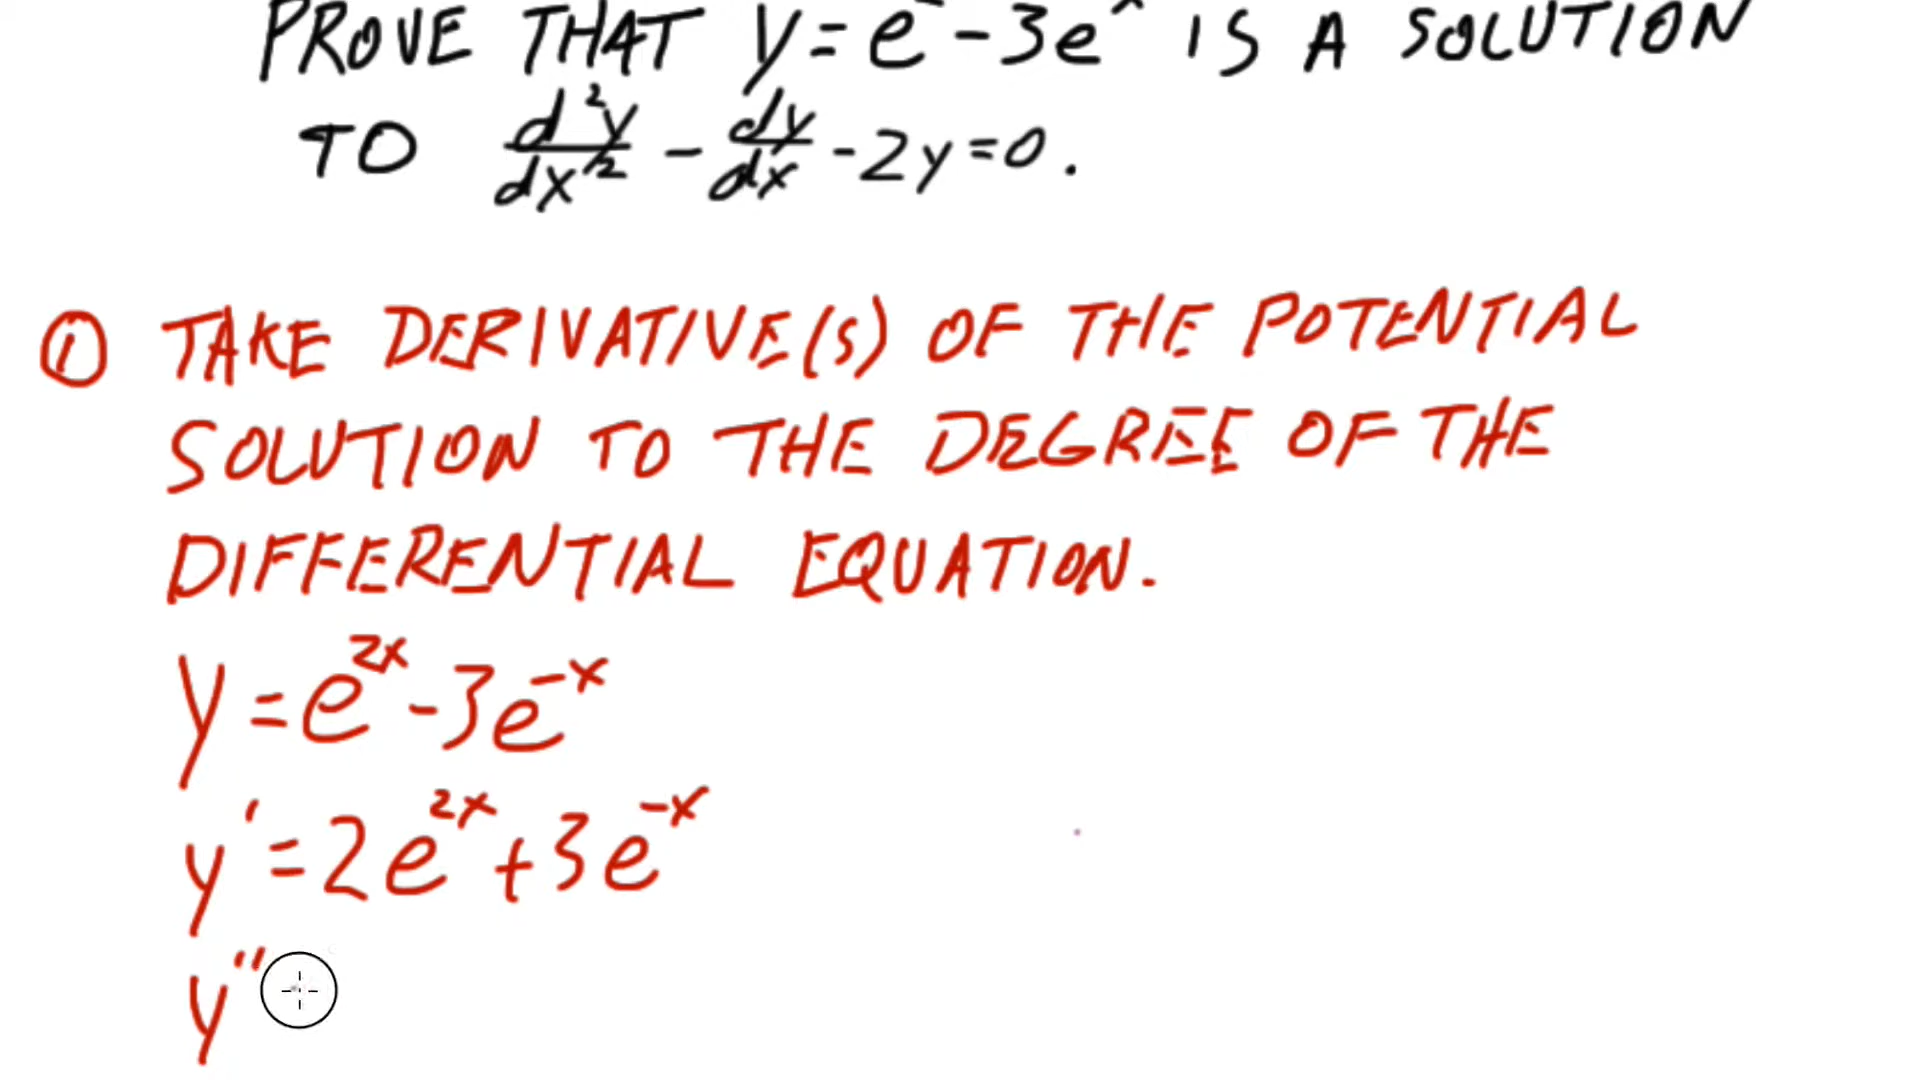 PROVE THAT y = e - 3e IS A SOLUTION
TO d²y/dx² - dy/dx - 2y = 0.
① TAKE DERIVATIVE(S) OF THE POTENTIAL
SOLUTION TO THE DEGREE OF THE
DIFFERENTIAL EQUATION.
y = e^2x - 3e^-x
y' = 2e^2x + 3e^-x
y''